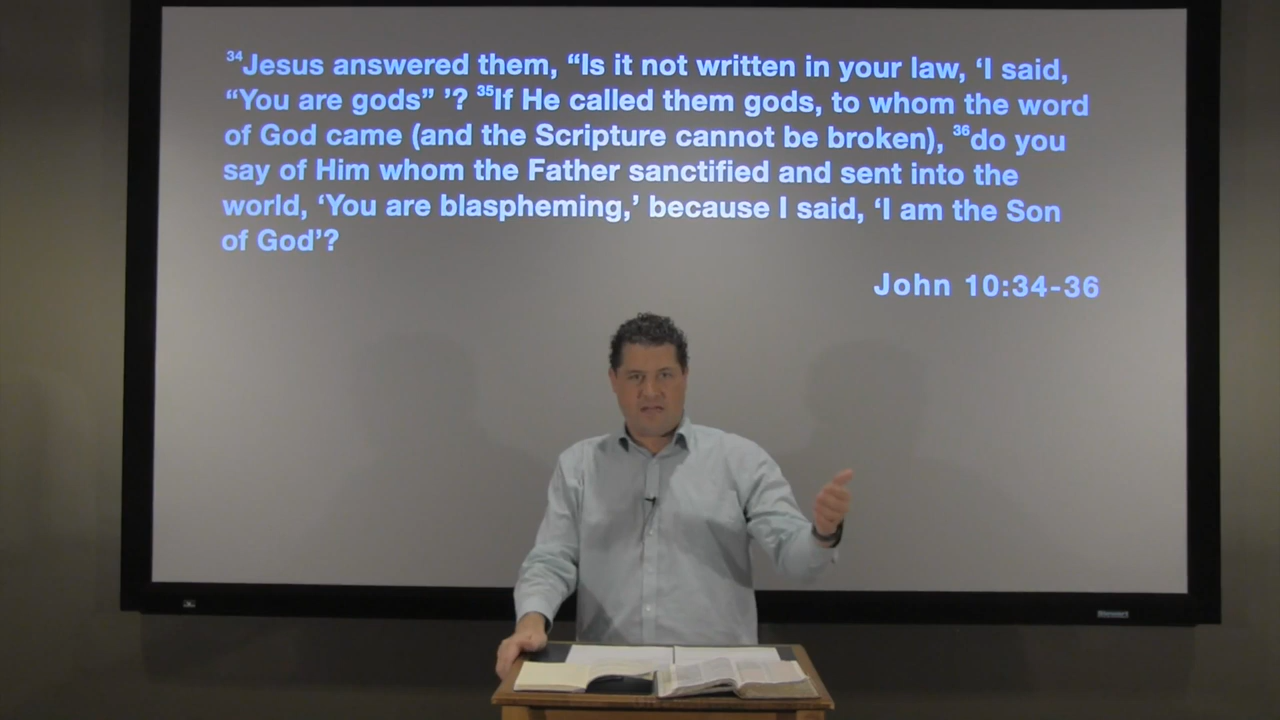 34Jesus answered them, “Is it not written in your law, ‘I said,
“You are gods” ’? 35If He called them gods, to whom the word
of God came (and the Scripture cannot be broken), 36do you
say of Him whom the Father sanctified and sent into the
world, ‘You are blaspheming,’ because I said, ‘I am the Son
of God’?
John 10:34-36